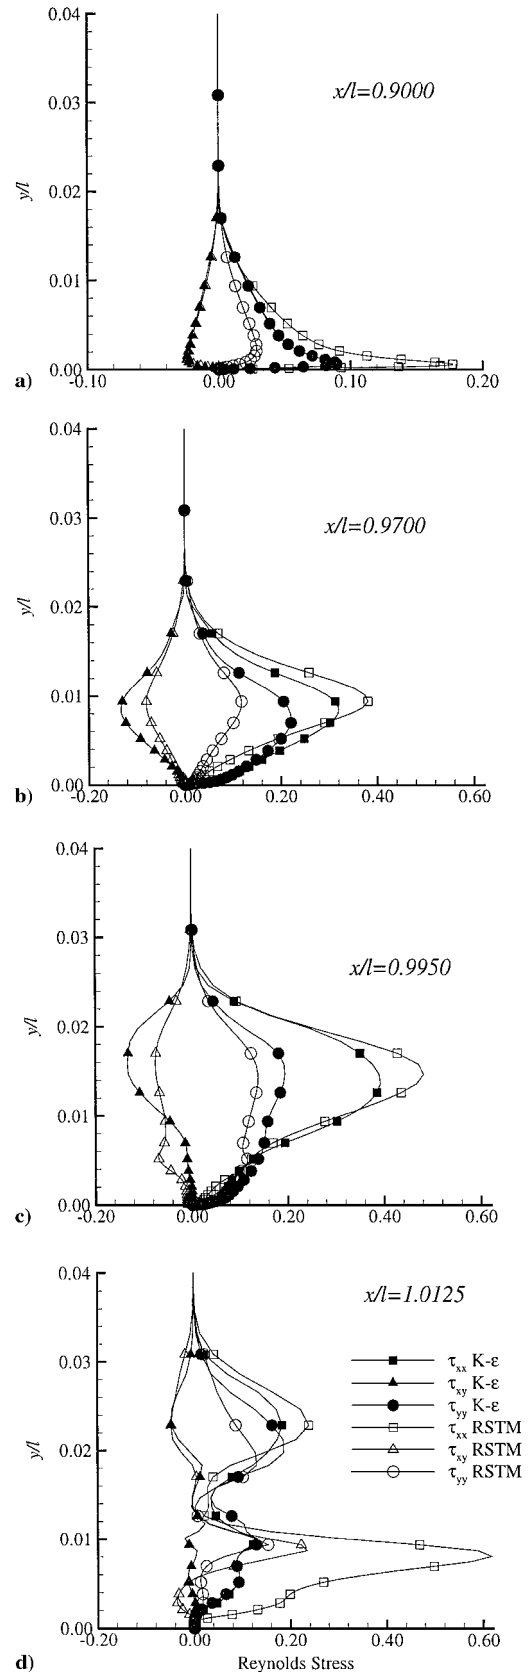 0.04
x/l=0.9000
0.03
y/l
0.02
0.01
0.00
a)
-0.10 0.00 0.10 0.20
0.04
x/l=0.9700
0.03
y/l
0.02
0.01
0.00
b)
-0.20 0.00 0.20 0.40 0.60
0.04
x/l=0.9950
0.03
y/l
0.02
0.01
0.00
c)
-0.20 0.00 0.20 0.40 0.60
0.04
x/l=1.0125
0.03
τxx K-ε
τxy K-ε
τyy K-ε
τxx RSTM
τxy RSTM
τyy RSTM
y/l
0.02
0.01
0.00
d)
-0.20 0.00 0.20 0.40 0.60
Reynolds Stress